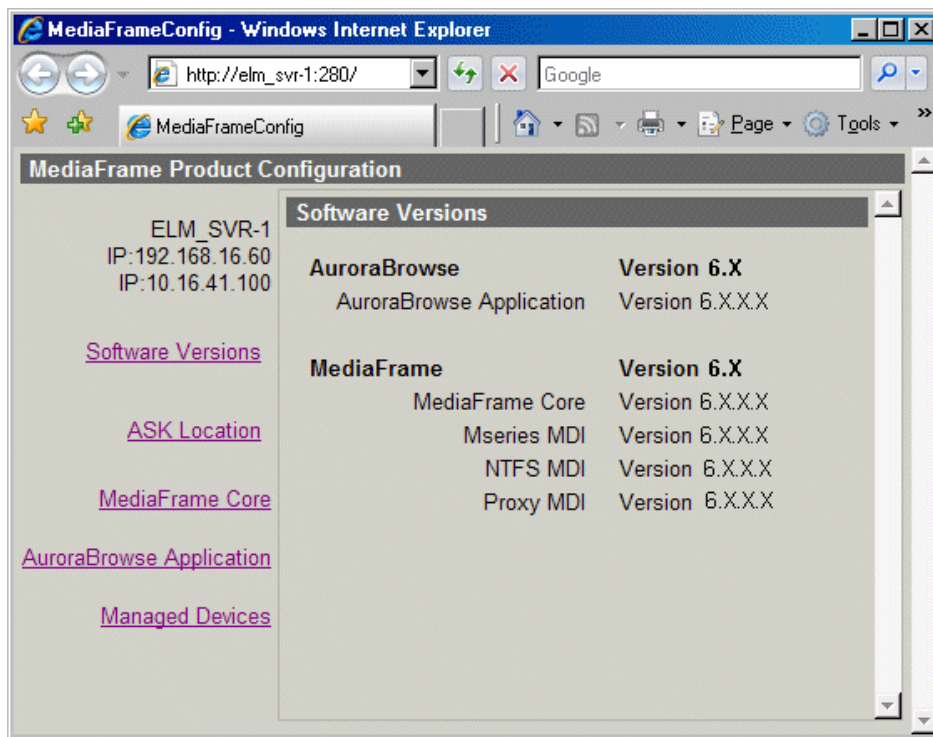 MediaFrameConfig - Windows Internet Explorer
http://elm_svr-1:280/
Google
MediaFrameConfig
Page
Tools
»
MediaFrame Product Configuration
ELM_SVR-1
IP:192.168.16.60
IP:10.16.41.100
Software Versions
ASK Location
MediaFrame Core
AuroraBrowse Application
Managed Devices
Software Versions
AuroraBrowse Version 6.X
AuroraBrowse Application Version 6.X.X.X
MediaFrame Version 6.X
MediaFrame Core Version 6.X.X.X
Mseries MDI Version 6.X.X.X
NTFS MDI Version 6.X.X.X
Proxy MDI Version 6.X.X.X